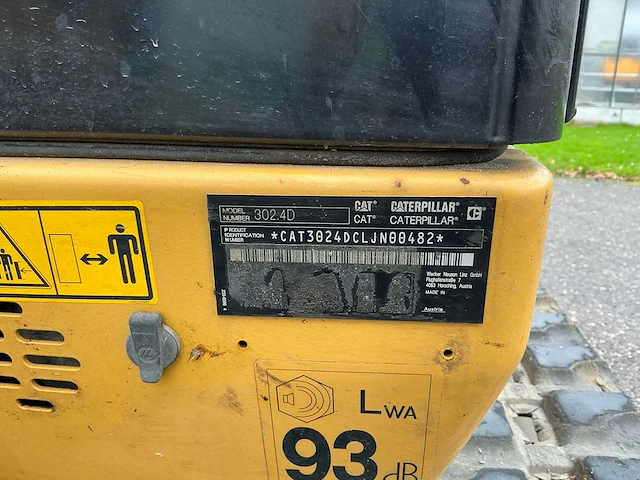 MODEL NUMBER 302.4D CAT® CATERPILLAR®
CAT® CATERPILLAR®
PRODUCT IDENTIFICATION NUMBER *CAT3024DCLJN00482*
Wacker Neuson Linz GmbH
Flughafenstraße 7
4063 Hörsching, Austria
MADE IN
Austria
LWA
93 dB